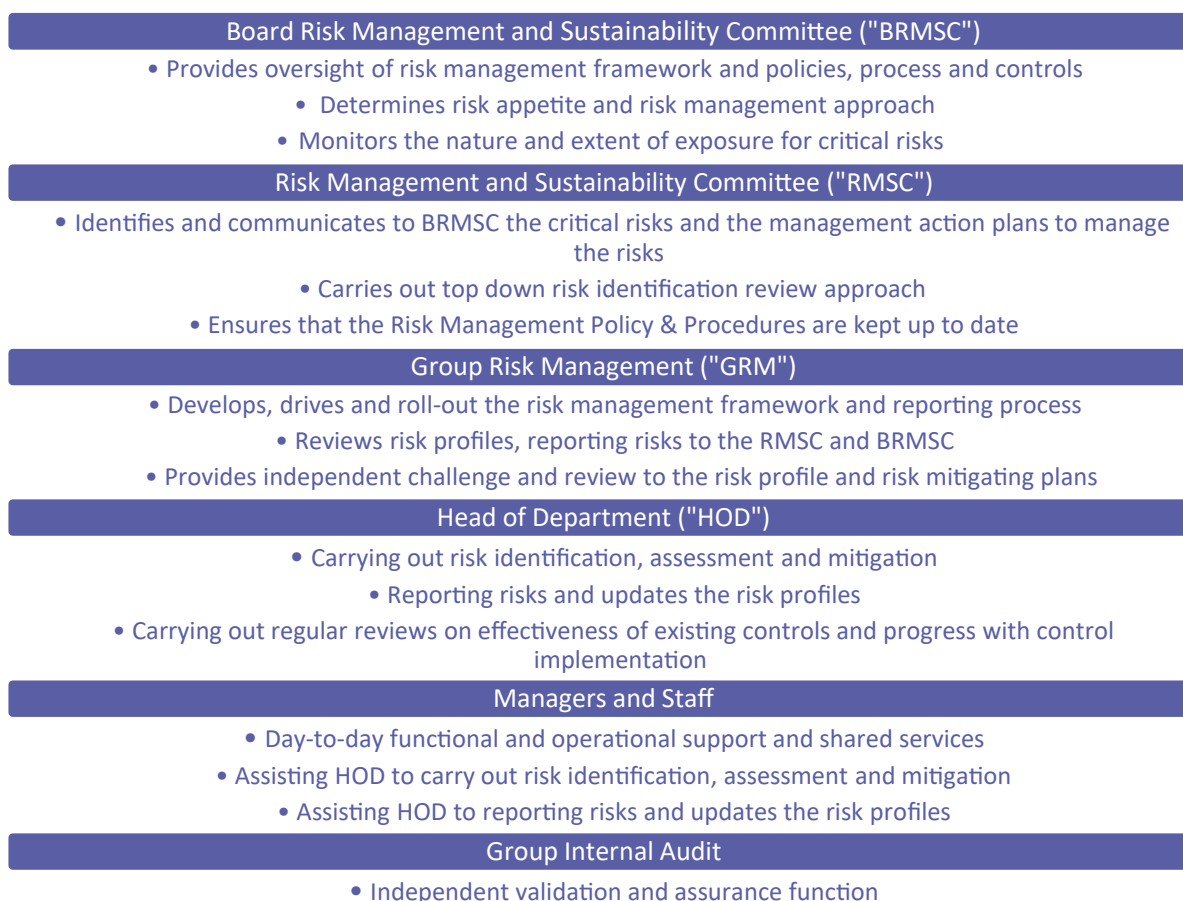 Board Risk Management and Sustainability Committee ("BRMSC")
• Provides oversight of risk management framework and policies, process and controls
• Determines risk appetite and risk management approach
• Monitors the nature and extent of exposure for critical risks
Risk Management and Sustainability Committee ("RMSC")
• Identifies and communicates to BRMSC the critical risks and the management action plans to manage
the risks
• Carries out top down risk identification review approach
• Ensures that the Risk Management Policy & Procedures are kept up to date
Group Risk Management ("GRM")
• Develops, drives and roll-out the risk management framework and reporting process
• Reviews risk profiles, reporting risks to the RMSC and BRMSC
• Provides independent challenge and review to the risk profile and risk mitigating plans
Head of Department ("HOD")
• Carrying out risk identification, assessment and mitigation
• Reporting risks and updates the risk profiles
• Carrying out regular reviews on effectiveness of existing controls and progress with control
implementation
Managers and Staff
• Day-to-day functional and operational support and shared services
• Assisting HOD to carry out risk identification, assessment and mitigation
• Assisting HOD to reporting risks and updates the risk profiles
Group Internal Audit
• Independent validation and assurance function